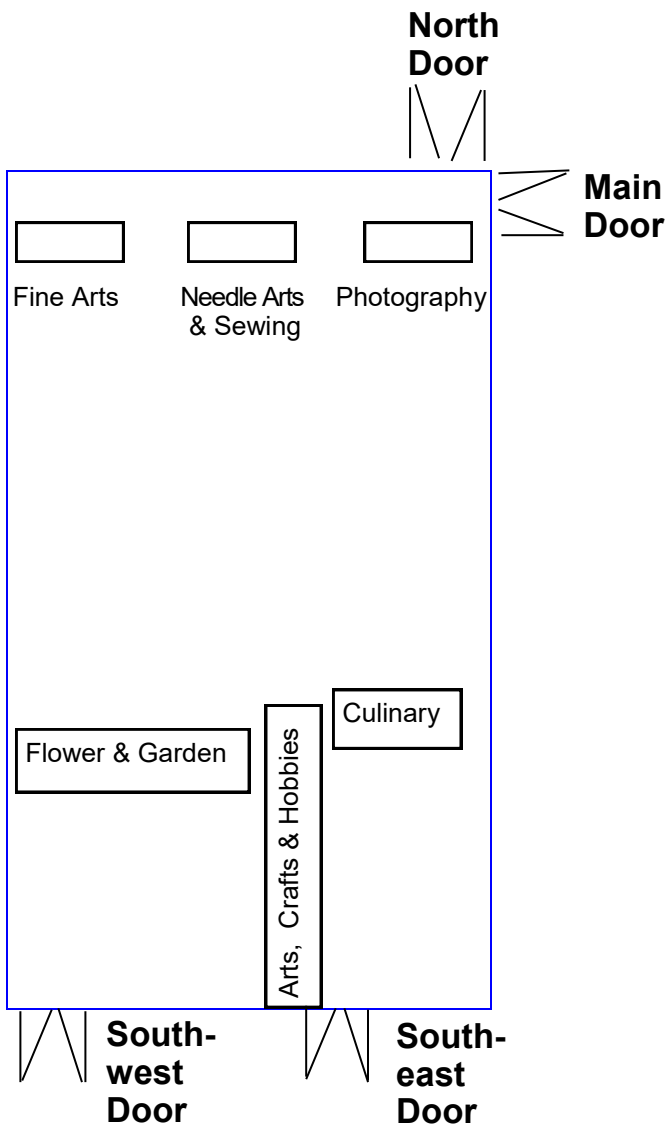 North
Door
Main
Door
Fine Arts
Needle Arts
& Sewing
Photography
Culinary
Flower & Garden
Arts, Crafts & Hobbies
South-
west
Door
South-
east
Door